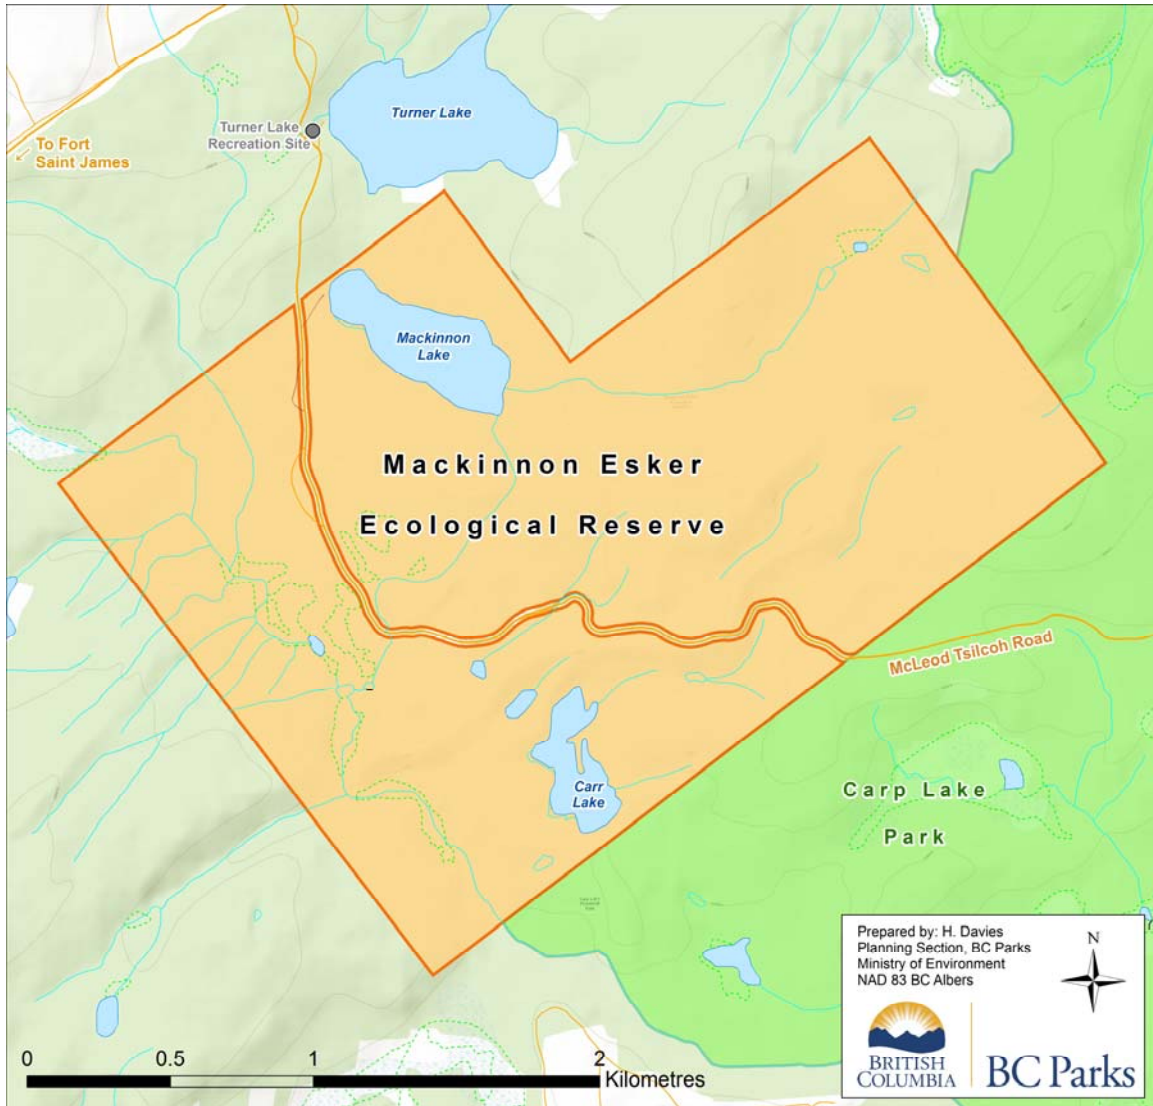 Turner Lake
Turner Lake
Recreation Site
To Fort
Saint James
Mackinnon
Lake
Mackinnon Esker
Ecological Reserve
McLeod Tsilcoh Road
Carr
Lake
Carp Lake
Park
Prepared by: H. Davies
Planning Section, BC Parks
Ministry of Environment
NAD 83 BC Albers
N
BRITISH
COLUMBIA
BC Parks
0 0.5 1 2
Kilometres